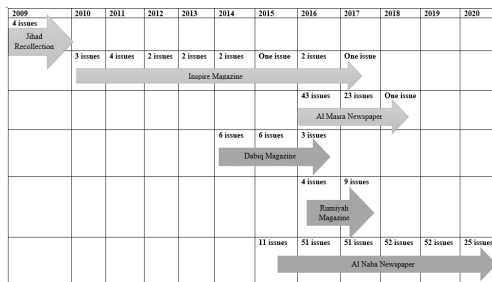 2009 2010 2011 2012 2013 2014 2015 2016 2017 2018 2019 2020
4 issues
Jihad
Recollection
3 issues 4 issues 2 issues 2 issues 2 issues One issue 2 issues One issue
Inspire Magazine
43 issues 23 issues One issue
Al Masra Newspaper
6 issues 6 issues 3 issues
Dabiq Magazine
4 issues 9 issues
Rumiyah
Magazine
11 issues 51 issues 51 issues 52 issues 52 issues 25 issues
Al Naba Newspaper